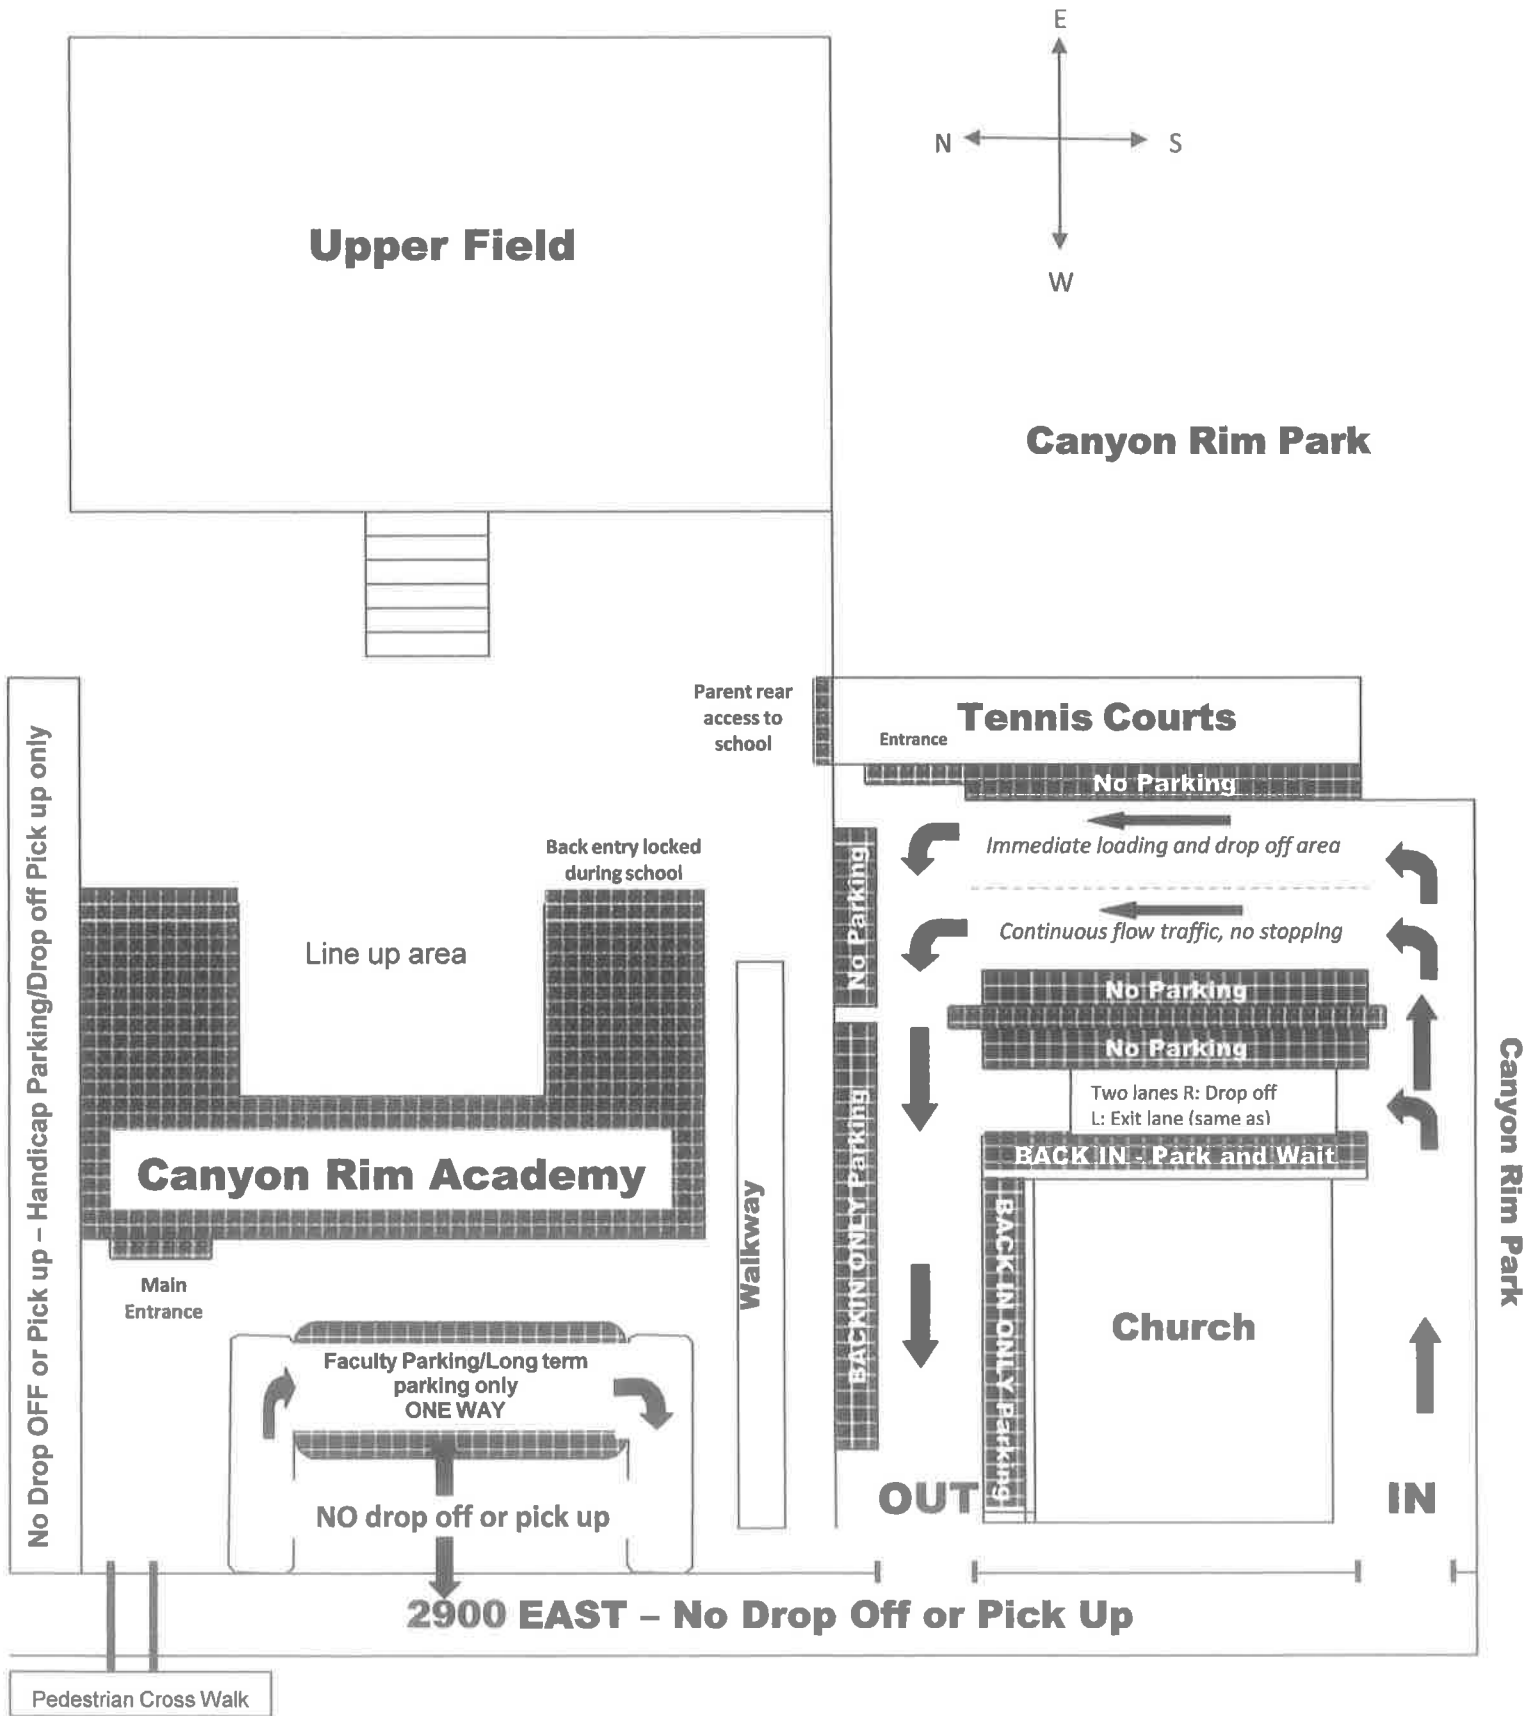 E
N
S
W
Upper Field
Canyon Rim Park
Parent rear
access to
school
Tennis Courts
Entrance
No Parking
Immediate loading and drop off area
Continuous flow traffic, no stopping
No Parking
No Parking
No Parking
Two lanes R: Drop off
L: Exit lane (same as)
BACK IN - Park and Wait
BACK IN ONLY Parking
BACK IN ONLY Parking
Church
Canyon Rim Park
OUT
IN
Back entry locked
during school
Line up area
Canyon Rim Academy
Walkway
No Drop OFF or Pick up – Handicap Parking/Drop off Pick up only
Main
Entrance
Faculty Parking/Long term
parking only
ONE WAY
NO drop off or pick up
2900 EAST – No Drop Off or Pick Up
Pedestrian Cross Walk